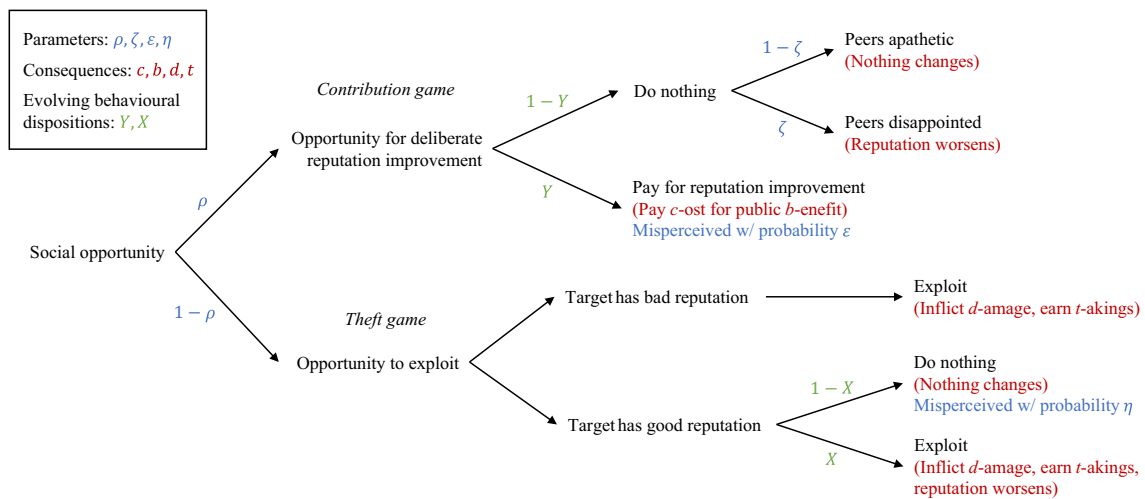 Parameters: ρ, ζ, ε, η
Consequences: c, b, d, t
Evolving behavioural
dispositions: Y, X
Contribution game
Opportunity for deliberate
reputation improvement
1 − Y
Y
Do nothing
1 − ζ
ζ
Peers apathetic
(Nothing changes)
Peers disappointed
(Reputation worsens)
Pay for reputation improvement
(Pay c-ost for public b-enefit)
Misperceived w/ probability ε
ρ
Social opportunity
1 − ρ
Theft game
Opportunity to exploit
Target has bad reputation
Exploit
(Inflict d-amage, earn t-akings)
Target has good reputation
1 − X
X
Do nothing
(Nothing changes)
Misperceived w/ probability η
Exploit
(Inflict d-amage, earn t-akings,
reputation worsens)